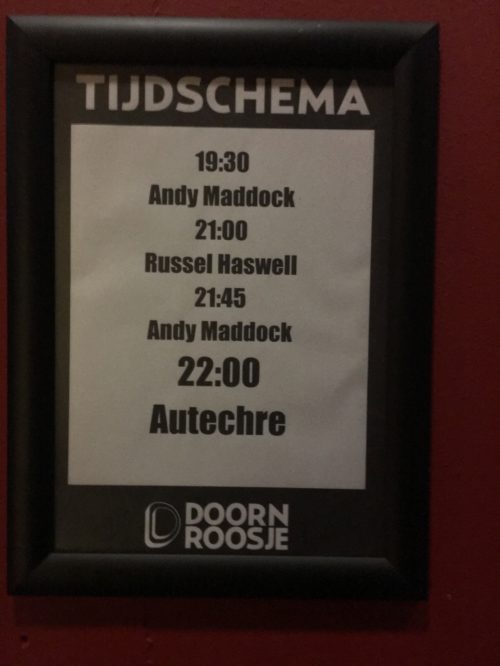 TIJDSCHEMA
19:30
Andy Maddock
21:00
Russel Haswell
21:45
Andy Maddock
22:00
Autechre
DOORN
ROOSJE